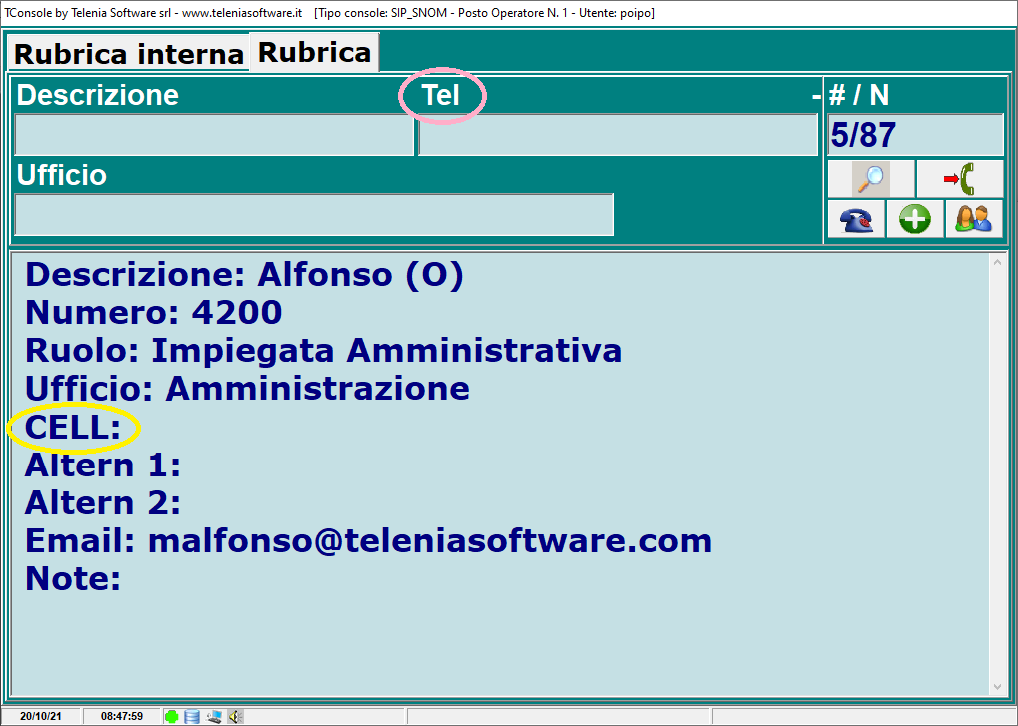 TConsole by Telenia Software srl - www.teleniasoftware.it [Tipo console: SIP_SNOM - Posto Operatore N. 1 - Utente: poipo]
Rubrica interna Rubrica
Descrizione Tel - # / N
5/87
Ufficio
Descrizione: Alfonso (O)
Numero: 4200
Ruolo: Impiegata Amministrativa
Ufficio: Amministrazione
CELL:
Altern 1:
Altern 2:
Email: malfonso@teleniasoftware.com
Note:
20/10/21 08:47:59